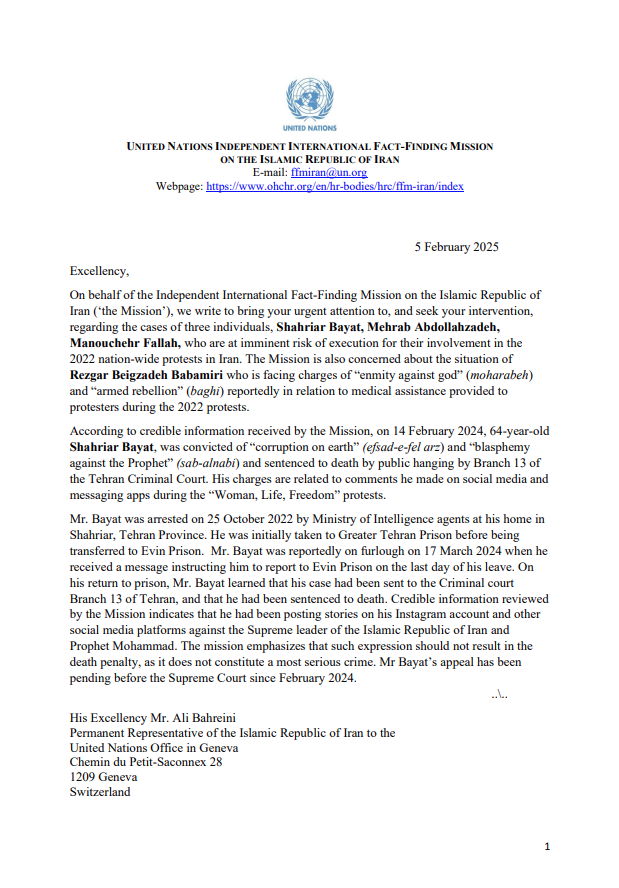 UNITED NATIONS
UNITED NATIONS INDEPENDENT INTERNATIONAL FACT-FINDING MISSION
ON THE ISLAMIC REPUBLIC OF IRAN
E-mail: ffmiran@un.org
Webpage: https://www.ohchr.org/en/hr-bodies/hrc/ffm-iran/index
5 February 2025
Excellency,
On behalf of the Independent International Fact-Finding Mission on the Islamic Republic of
Iran (‘the Mission’), we write to bring your urgent attention to, and seek your intervention,
regarding the cases of three individuals, Shahriar Bayat, Mehrab Abdollahzadeh,
Manouchehr Fallah, who are at imminent risk of execution for their involvement in the
2022 nation-wide protests in Iran. The Mission is also concerned about the situation of
Rezgar Beigzadeh Babamiri who is facing charges of “enmity against god” (moharabeh)
and “armed rebellion” (baghi) reportedly in relation to medical assistance provided to
protesters during the 2022 protests.
According to credible information received by the Mission, on 14 February 2024, 64-year-old
Shahriar Bayat, was convicted of “corruption on earth” (efsad-e-fel arz) and “blasphemy
against the Prophet” (sab-alnabi) and sentenced to death by public hanging by Branch 13 of
the Tehran Criminal Court. His charges are related to comments he made on social media and
messaging apps during the “Woman, Life, Freedom” protests.
Mr. Bayat was arrested on 25 October 2022 by Ministry of Intelligence agents at his home in
Shahriar, Tehran Province. He was initially taken to Greater Tehran Prison before being
transferred to Evin Prison.  Mr. Bayat was reportedly on furlough on 17 March 2024 when he
received a message instructing him to report to Evin Prison on the last day of his leave. On
his return to prison, Mr. Bayat learned that his case had been sent to the Criminal court
Branch 13 of Tehran, and that he had been sentenced to death. Credible information reviewed
by the Mission indicates that he had been posting stories on his Instagram account and other
social media platforms against the Supreme leader of the Islamic Republic of Iran and
Prophet Mohammad. The mission emphasizes that such expression should not result in the
death penalty, as it does not constitute a most serious crime. Mr Bayat’s appeal has been
pending before the Supreme Court since February 2024.
..\..
His Excellency Mr. Ali Bahreini
Permanent Representative of the Islamic Republic of Iran to the
United Nations Office in Geneva
Chemin du Petit-Saconnex 28
1209 Geneva
Switzerland
1